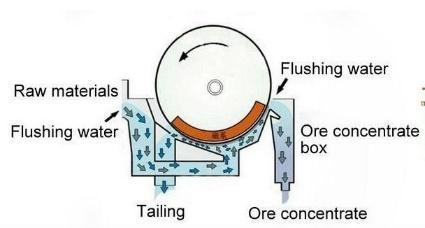 Flushing water
Raw materials
Flushing water
Ore concentrate
box
Tailing
Ore concentrate